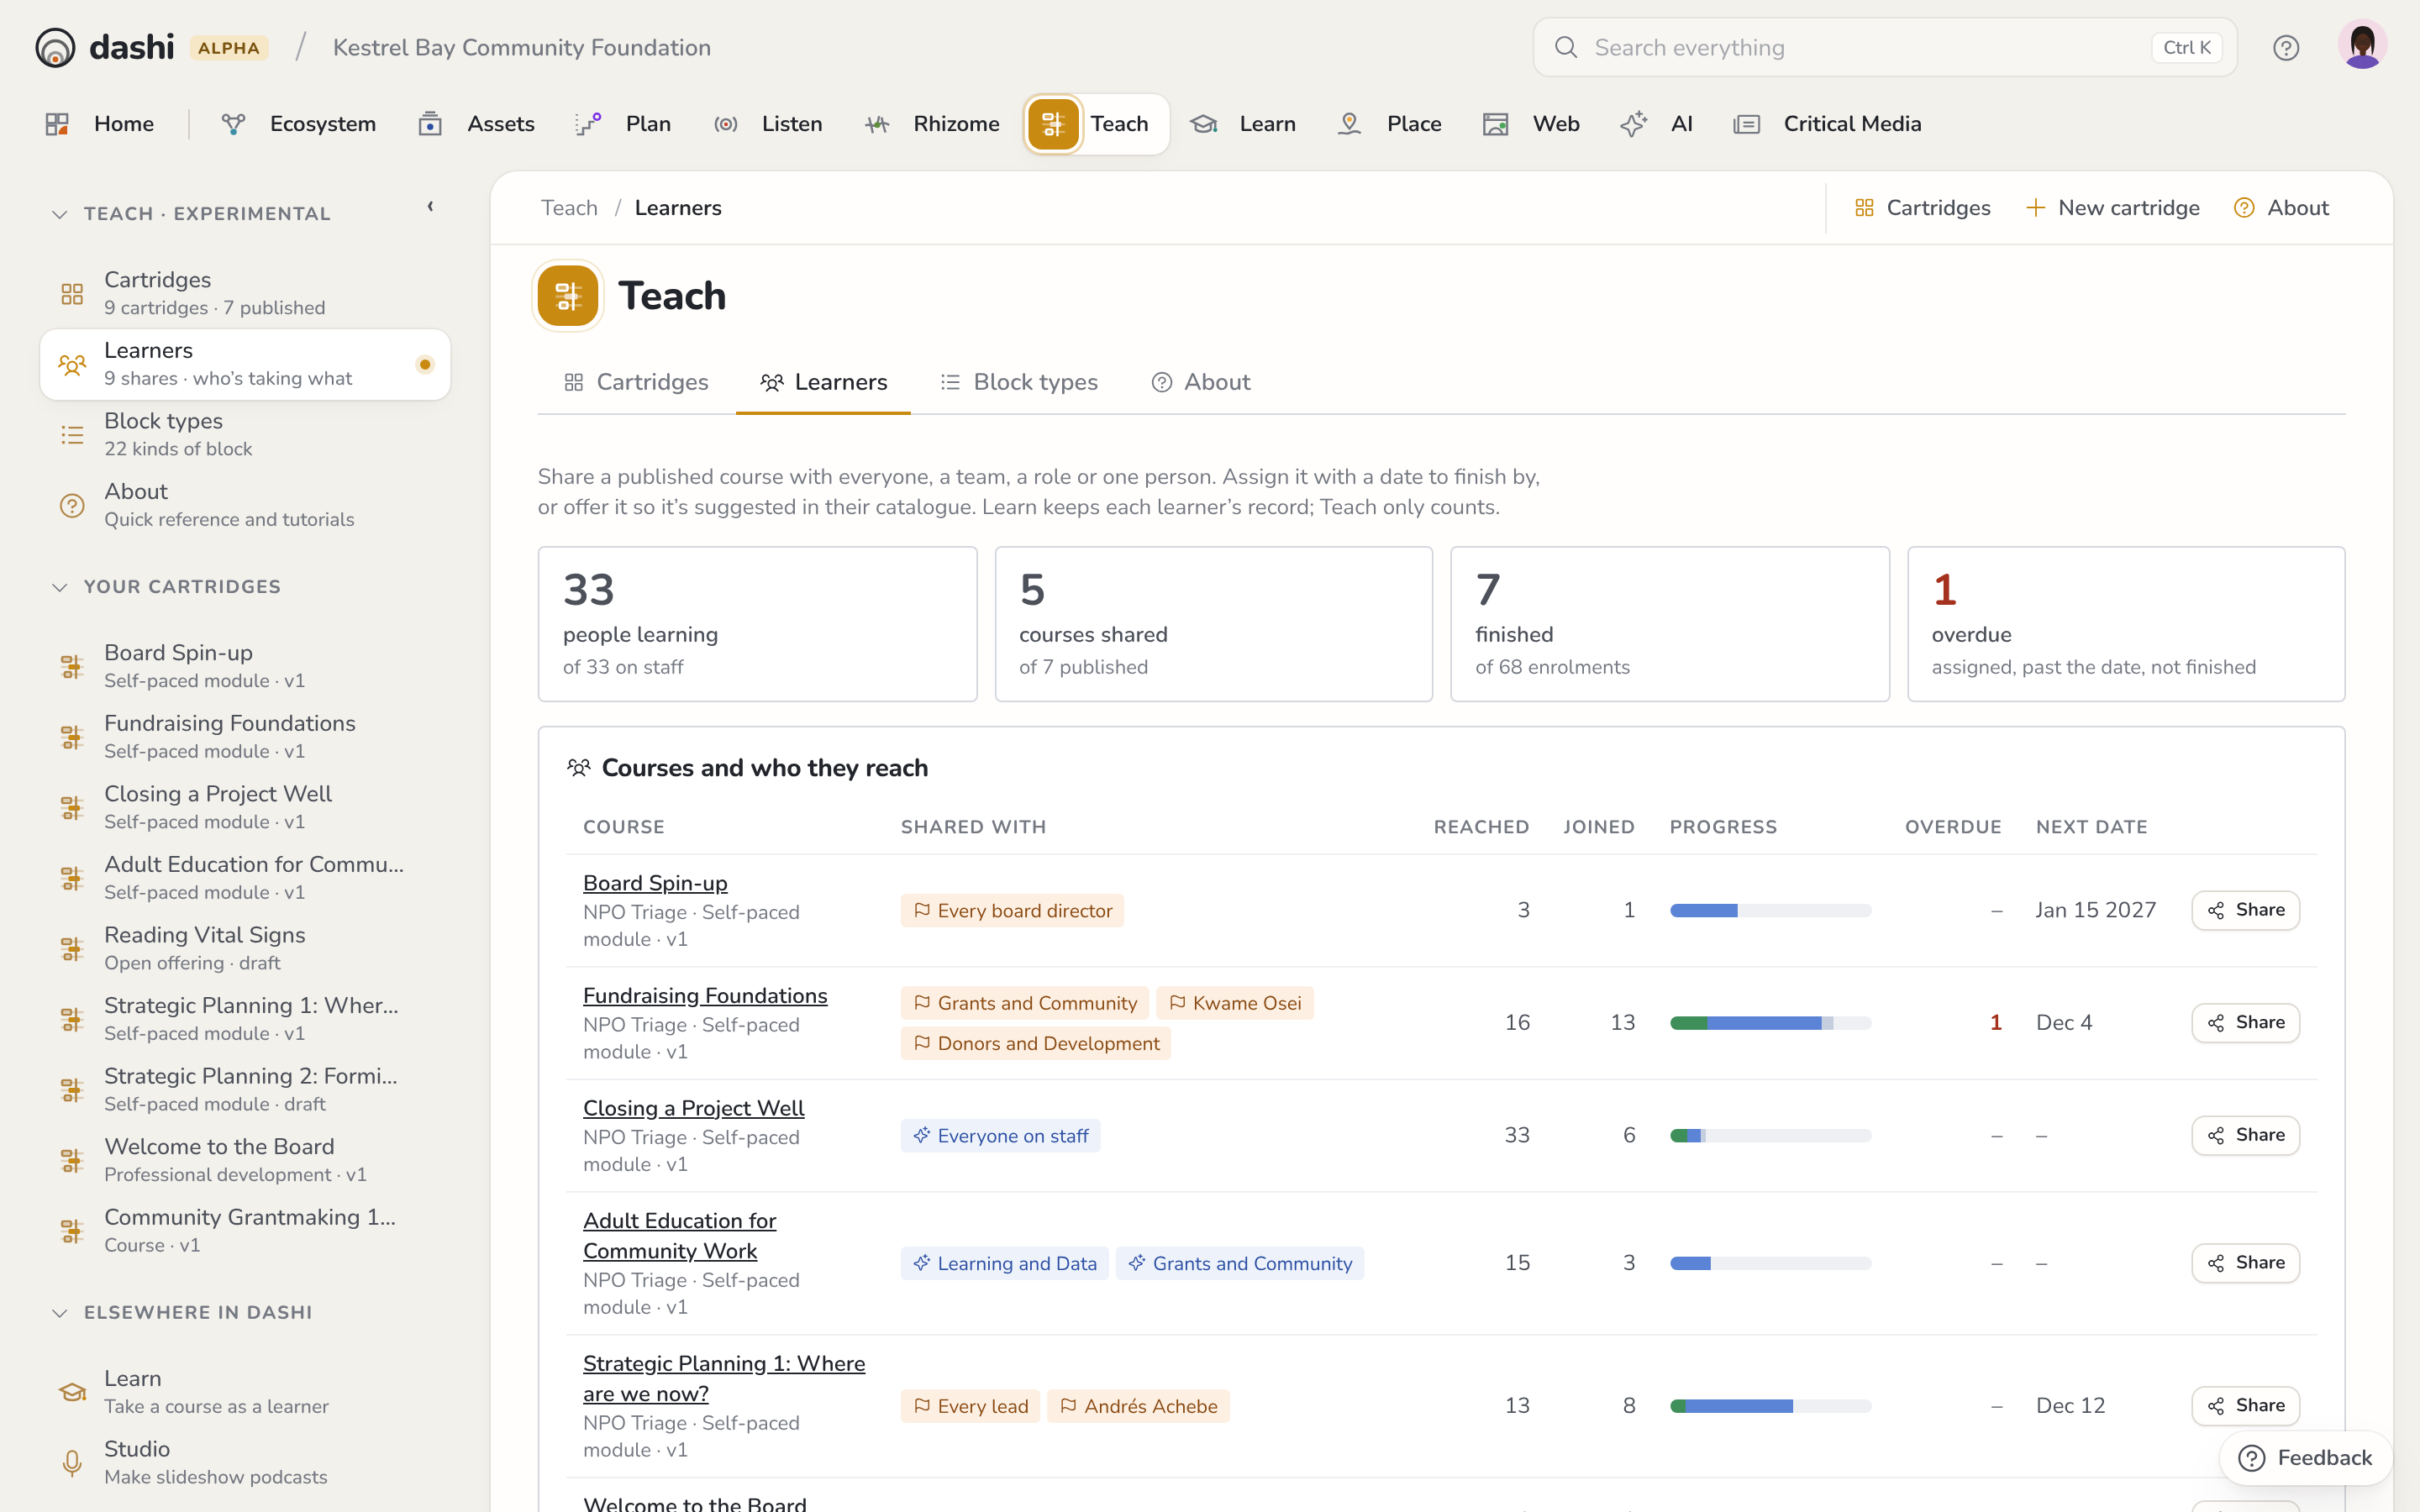 dashi ALPHA / Kestrel Bay Community Foundation
Search everything Ctrl K
Home Ecosystem Assets Plan Listen Rhizome Teach Learn Place Web AI Critical Media
TEACH · EXPERIMENTAL
Cartridges
9 cartridges · 7 published
Learners
9 shares · who’s taking what
Block types
22 kinds of block
About
Quick reference and tutorials
YOUR CARTRIDGES
Board Spin-up
Self-paced module · v1
Fundraising Foundations
Self-paced module · v1
Closing a Project Well
Self-paced module · v1
Adult Education for Commu...
Self-paced module · v1
Reading Vital Signs
Open offering · draft
Strategic Planning 1: Wher...
Self-paced module · v1
Strategic Planning 2: Formi...
Self-paced module · draft
Welcome to the Board
Professional development · v1
Community Grantmaking 1...
Course · v1
ELSEWHERE IN DASHI
Learn
Take a course as a learner
Studio
Make slideshow podcasts
Teach / Learners
Cartridges New cartridge About
Teach
Cartridges Learners Block types About
Share a published course with everyone, a team, a role or one person. Assign it with a date to finish by,
or offer it so it’s suggested in their catalogue. Learn keeps each learner’s record; Teach only counts.
33
people learning
of 33 on staff
5
courses shared
of 7 published
7
finished
of 68 enrolments
1
overdue
assigned, past the date, not finished
Courses and who they reach
COURSE SHARED WITH REACHED JOINED PROGRESS OVERDUE NEXT DATE
Board Spin-up
NPO Triage · Self-paced
module · v1
Every board director
3 1 – Jan 15 2027 Share
Fundraising Foundations
NPO Triage · Self-paced
module · v1
Grants and Community Kwame Osei
Donors and Development
16 13 1 Dec 4 Share
Closing a Project Well
NPO Triage · Self-paced
module · v1
Everyone on staff
33 6 – – Share
Adult Education for
Community Work
NPO Triage · Self-paced
module · v1
Learning and Data Grants and Community
15 3 – – Share
Strategic Planning 1: Where
are we now?
NPO Triage · Self-paced
module · v1
Every lead Andrés Achebe
13 8 – Dec 12 Share
Welcome to the Board
Feedback